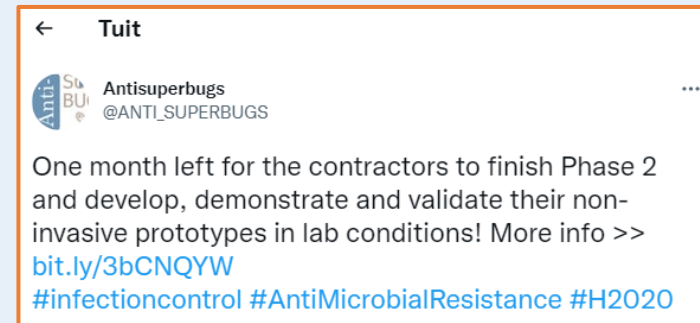 ← Tuit
Antisuperbugs
@ANTI_SUPERBUGS
One month left for the contractors to finish Phase 2
and develop, demonstrate and validate their non-
invasive prototypes in lab conditions! More info >>
bit.ly/3bCNQYW
#infectioncontrol #AntiMicrobialResistance #H2020